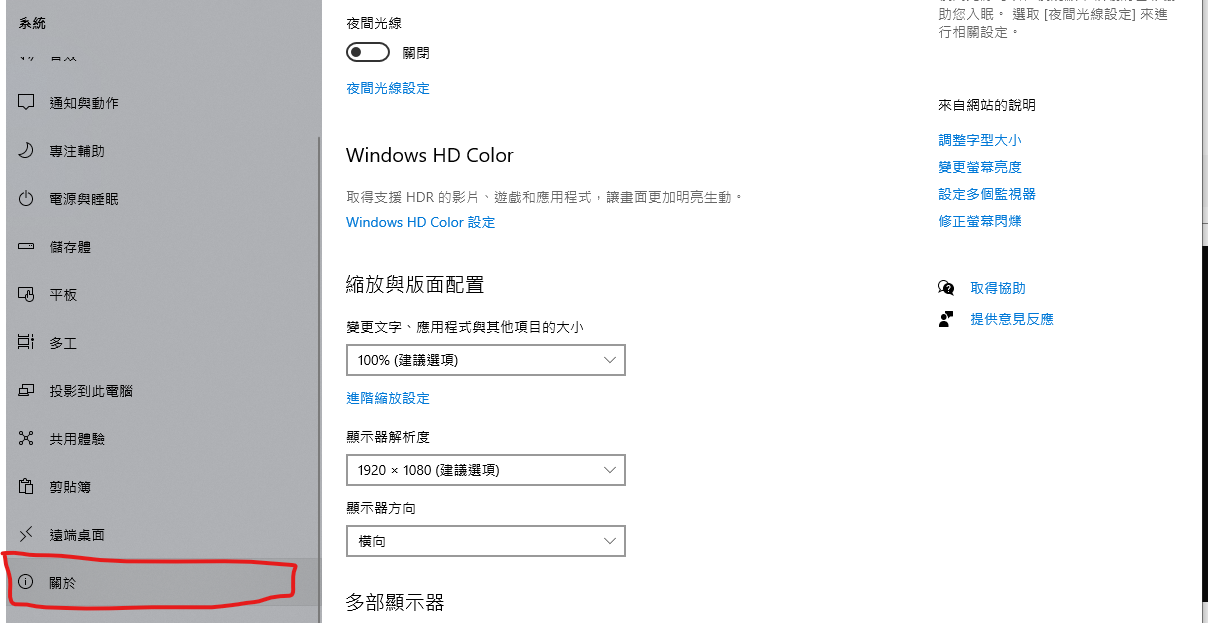 系統
通知與動作
專注輔助
電源與睡眠
儲存體
平板
多工
投影到此電腦
共用體驗
剪貼簿
遠端桌面
關於
夜間光線
關閉
夜間光線設定
Windows HD Color
取得支援 HDR 的影片、遊戲和應用程式，讓畫面更加明亮生動。
Windows HD Color 設定
縮放與版面配置
變更文字、應用程式與其他項目的大小
100% (建議選項)
進階縮放設定
顯示器解析度
1920 × 1080 (建議選項)
顯示器方向
橫向
多部顯示器
助您入眠。 選取 [夜間光線設定] 來進
行相關設定。
來自網站的說明
調整字型大小
變更螢幕亮度
設定多個監視器
修正螢幕閃爍
取得協助
提供意見反應